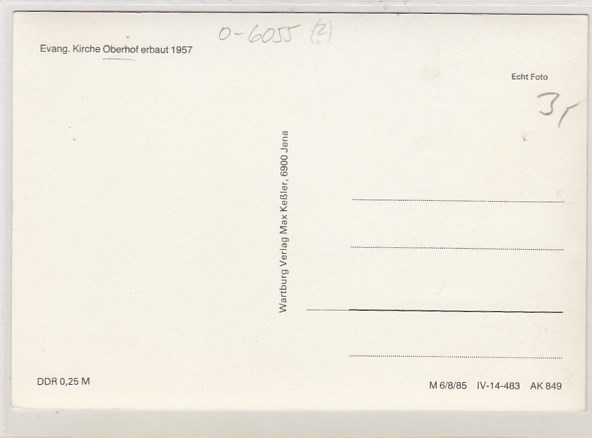 O-6055 (2)
Evang. Kirche Oberhof erbaut 1957
Echt Foto
3,
Wartburg Verlag Max Keßler, 6900 Jena
DDR 0,25 M
M 6/8/85 IV-14-483 AK 849